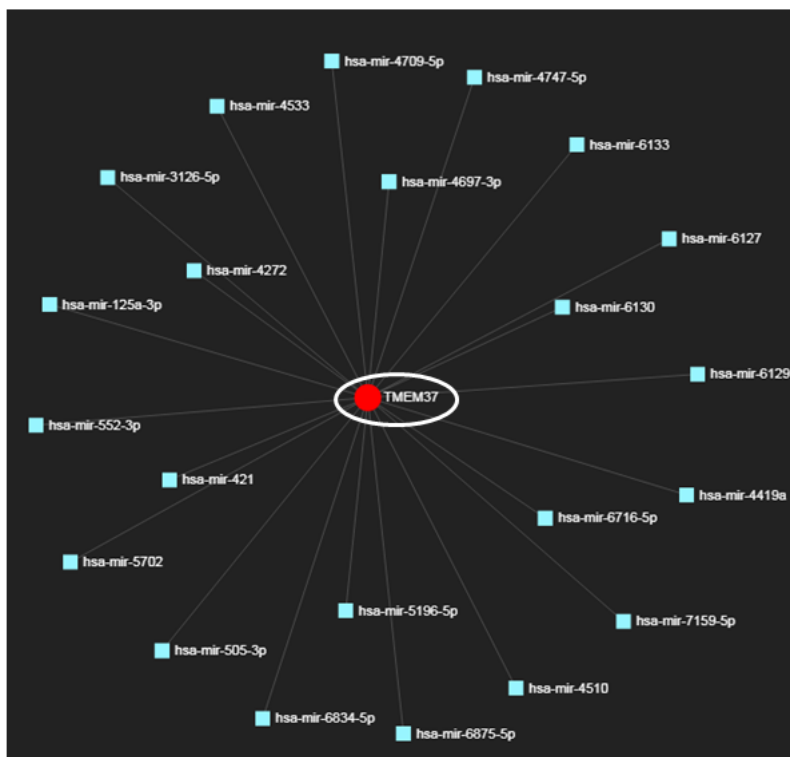 hsa-mir-4709-5p
hsa-mir-4747-5p
hsa-mir-4533
hsa-mir-6133
hsa-mir-3126-5p
hsa-mir-4697-3p
hsa-mir-6127
hsa-mir-4272
hsa-mir-125a-3p
hsa-mir-6130
hsa-mir-6129
TMEM37
hsa-mir-552-3p
hsa-mir-421
hsa-mir-4419a
hsa-mir-6716-5p
hsa-mir-5702
hsa-mir-5196-5p
hsa-mir-7159-5p
hsa-mir-505-3p
hsa-mir-4510
hsa-mir-6834-5p
hsa-mir-6875-5p